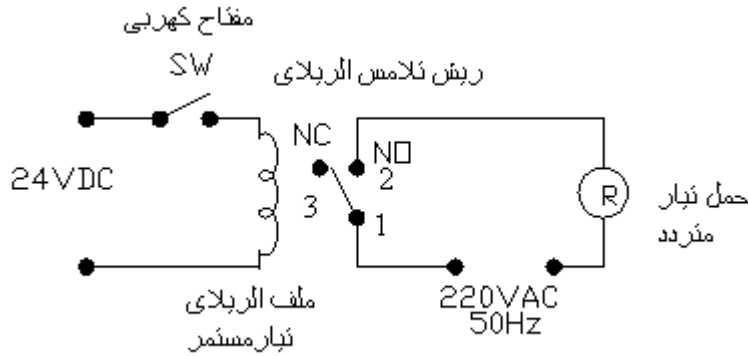 مفتاح كهربى
SW
ريش تلامس الريلاى
NC
NO
24VDC
3
2
1
R
حمل تيار
متردد
ملف الريلاى
تيار مستمر
220VAC
50Hz